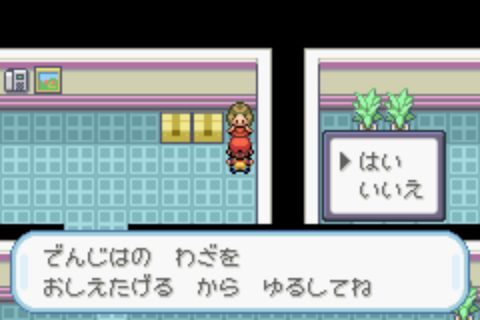 はい
いいえ
でんじはの　わざを
おしえたげる　から　ゆるしてね